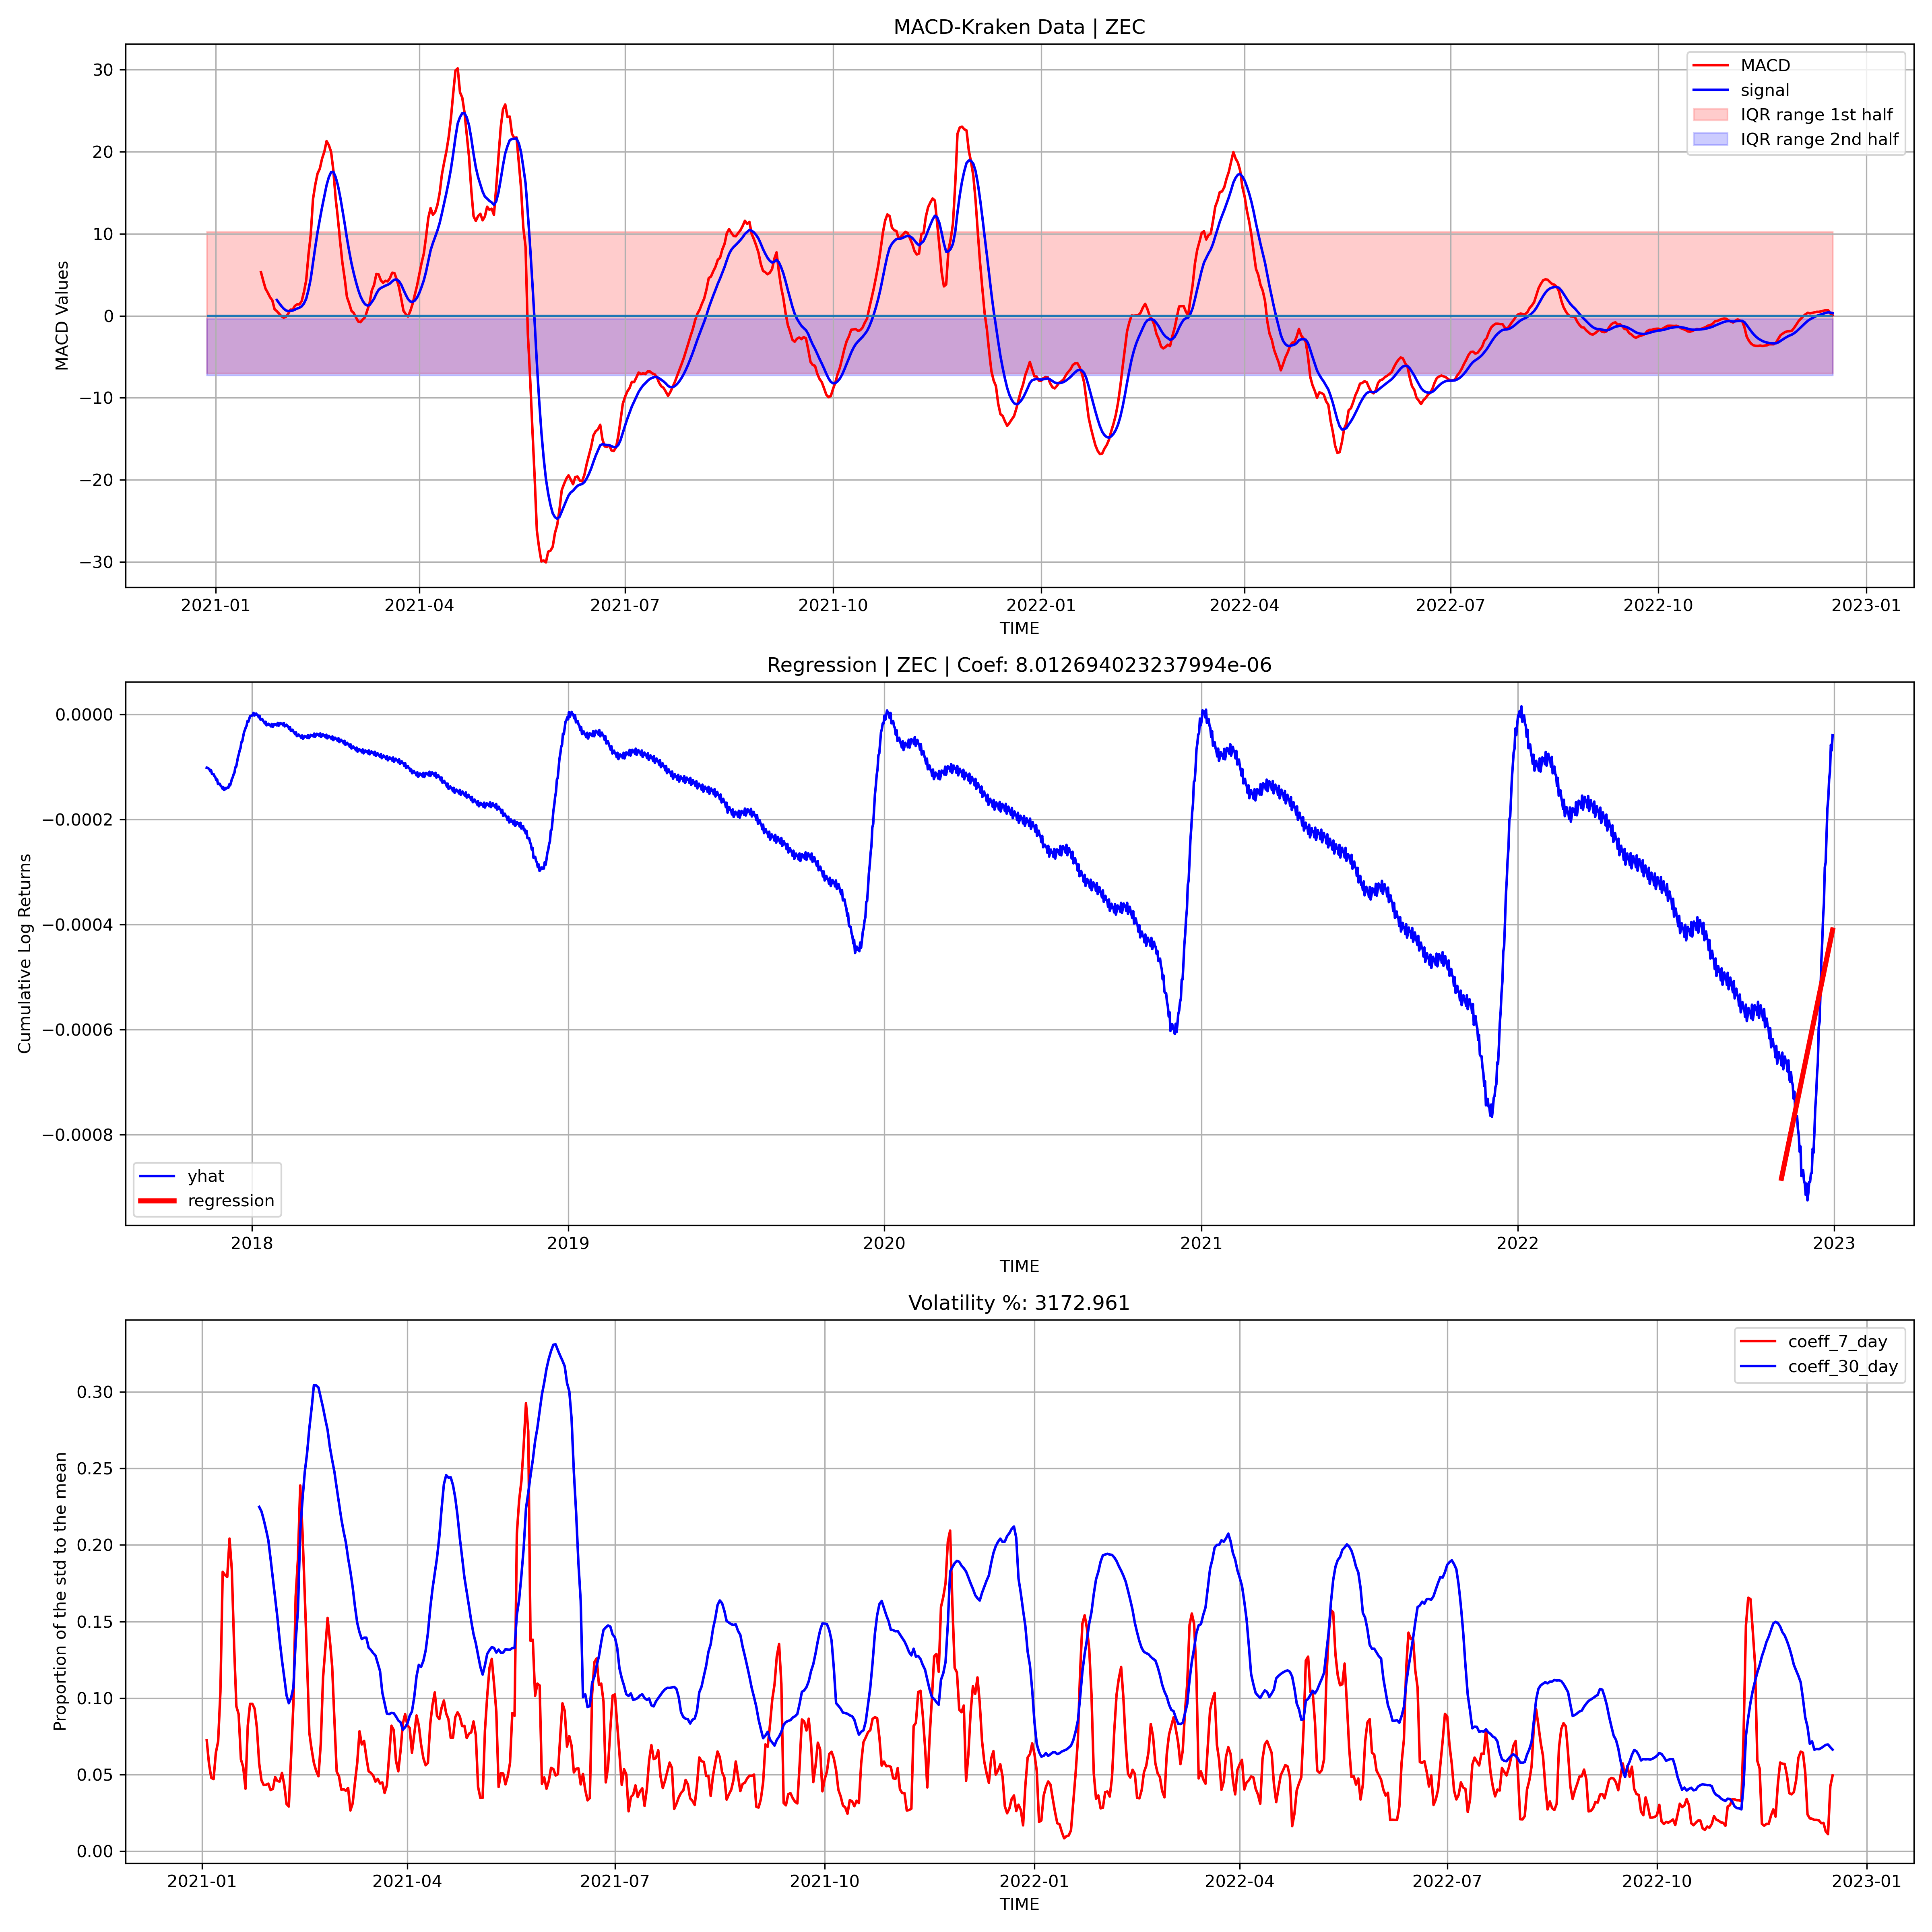 MACD-Kraken Data | ZEC
MACD Values
30
20
10
0
−10
−20
−30
MACD
signal
IQR range 1st half
IQR range 2nd half
2021-01 2021-04 2021-07 2021-10 2022-01 2022-04 2022-07 2022-10 2023-01
TIME
Regression | ZEC | Coef: 8.012694023237994e-06
Cumulative Log Returns
0.0000
−0.0002
−0.0004
−0.0006
−0.0008
yhat
regression
2018 2019 2020 2021 2022 2023
TIME
Volatility %: 3172.961
Proportion of the std to the mean
0.30
0.25
0.20
0.15
0.10
0.05
0.00
coeff_7_day
coeff_30_day
2021-01 2021-04 2021-07 2021-10 2022-01 2022-04 2022-07 2022-10 2023-01
TIME